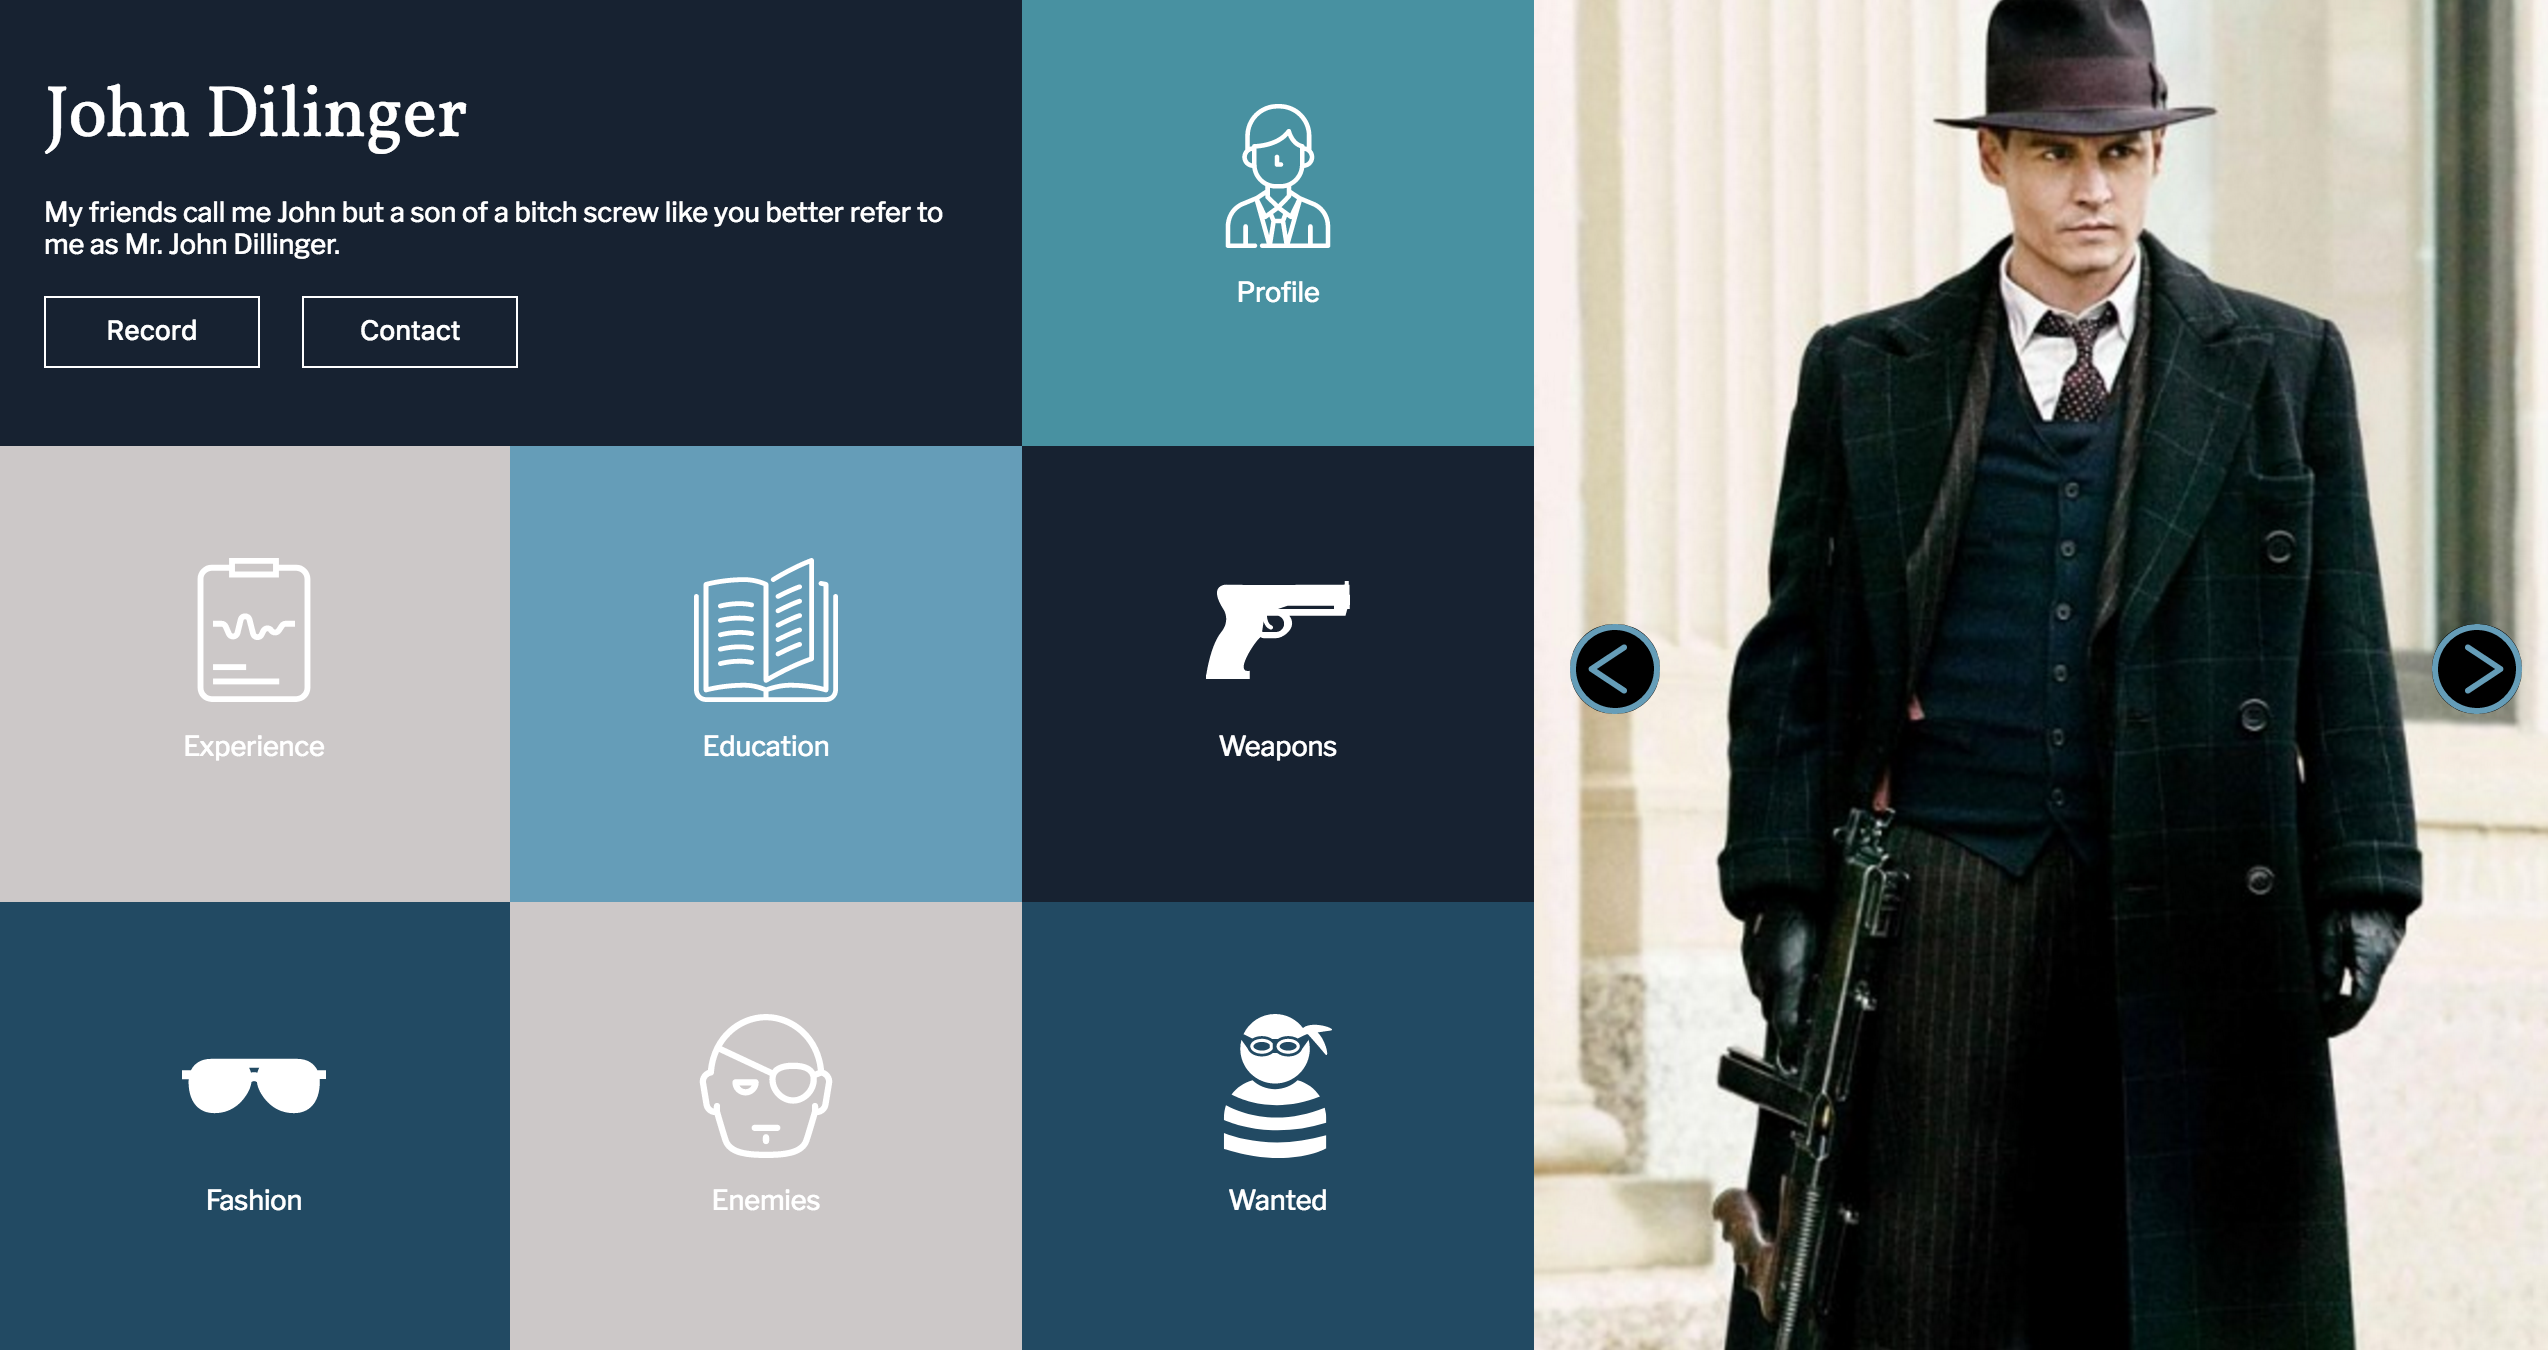 John Dilinger
My friends call me John but a son of a bitch screw like you better refer to
me as Mr. John Dillinger.
Record
Contact
Profile
Experience
Education
Weapons
Fashion
Enemies
Wanted